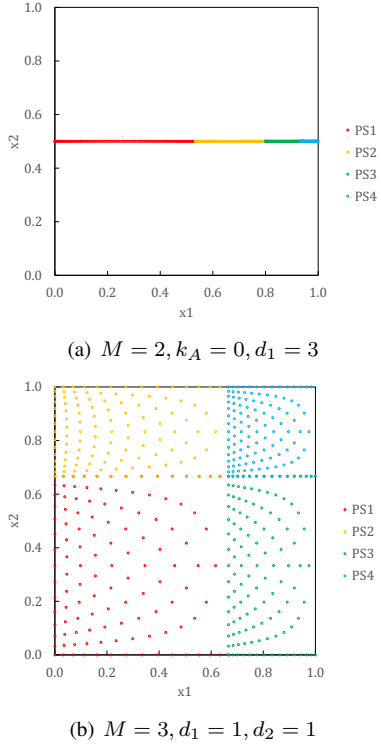 1.0
0.8
0.6
0.4
0.2
0.0
x2
0.0 0.2 0.4 0.6 0.8 1.0
x1
PS1
PS2
PS3
PS4
(a) M = 2, k_A = 0, d_1 = 3
1.0
0.8
0.6
0.4
0.2
0.0
x2
0.0 0.2 0.4 0.6 0.8 1.0
x1
PS1
PS2
PS3
PS4
(b) M = 3, d_1 = 1, d_2 = 1